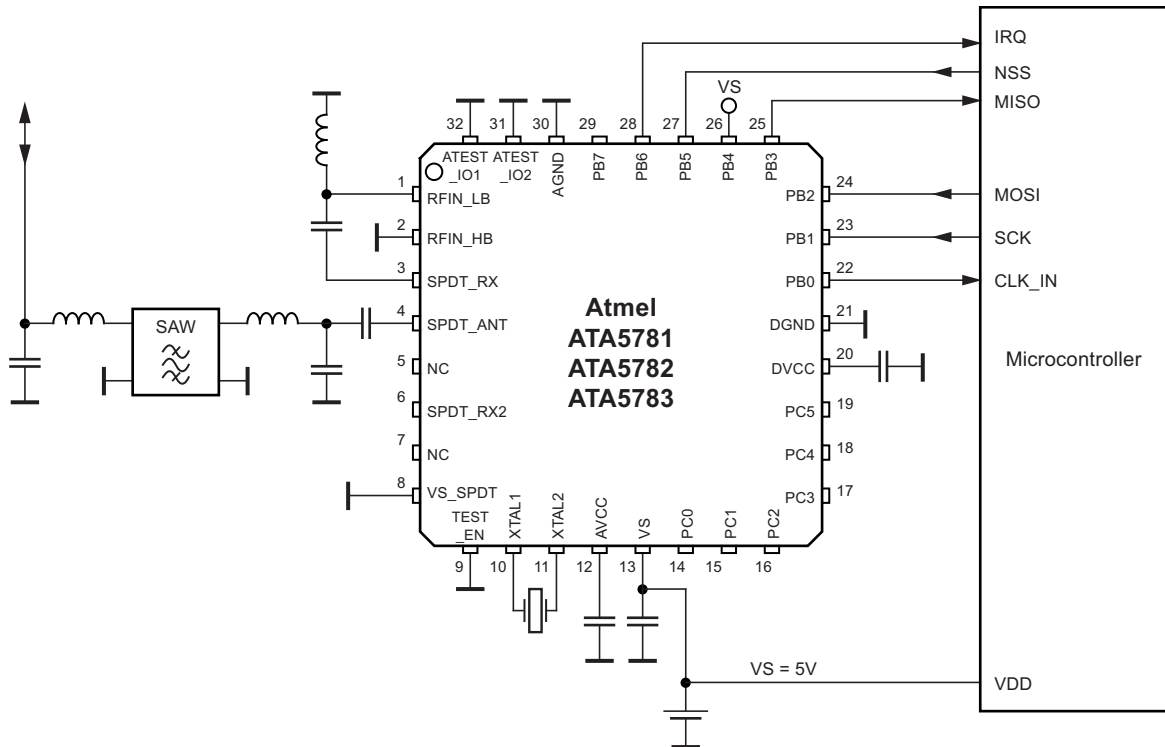 IRQ
NSS
MISO
MOSI
SCK
CLK_IN
Microcontroller
VDD
VS
32
31
30
29
28
27
26
25
ATEST
_IO1
ATEST
_IO2
AGND
PB7
PB6
PB5
PB4
PB3
1
RFIN_LB
2
RFIN_HB
3
SPDT_RX
4
SPDT_ANT
5
NC
6
SPDT_RX2
7
NC
8
VS_SPDT
SAW
Atmel
ATA5781
ATA5782
ATA5783
PB2
24
PB1
23
PB0
22
DGND
21
DVCC
20
PC5
19
PC4
18
PC3
17
TEST
_EN
XTAL1
XTAL2
AVCC
VS
PC0
PC1
PC2
9
10
11
12
13
14
15
16
VS = 5V